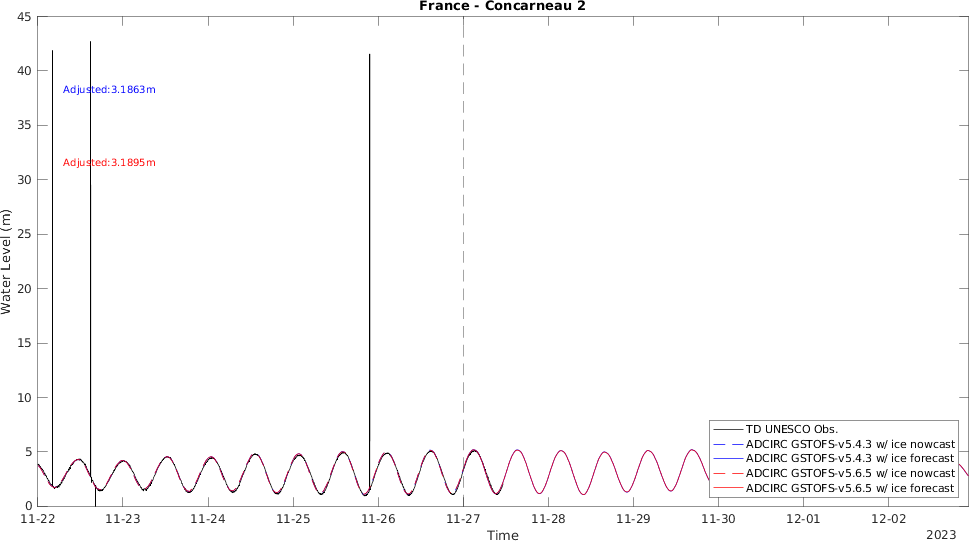 France - Concarneau 2
45
40
35
30
25
20
15
10
5
0
Water Level (m)
Adjusted:3.1863m
Adjusted:3.1895m
TD UNESCO Obs.
ADCIRC GSTOFS-v5.4.3 w/ ice nowcast
ADCIRC GSTOFS-v5.4.3 w/ ice forecast
ADCIRC GSTOFS-v5.6.5 w/ ice nowcast
ADCIRC GSTOFS-v5.6.5 w/ ice forecast
11-22 11-23 11-24 11-25 11-26 11-27 11-28 11-29 11-30 12-01 12-02
Time
2023